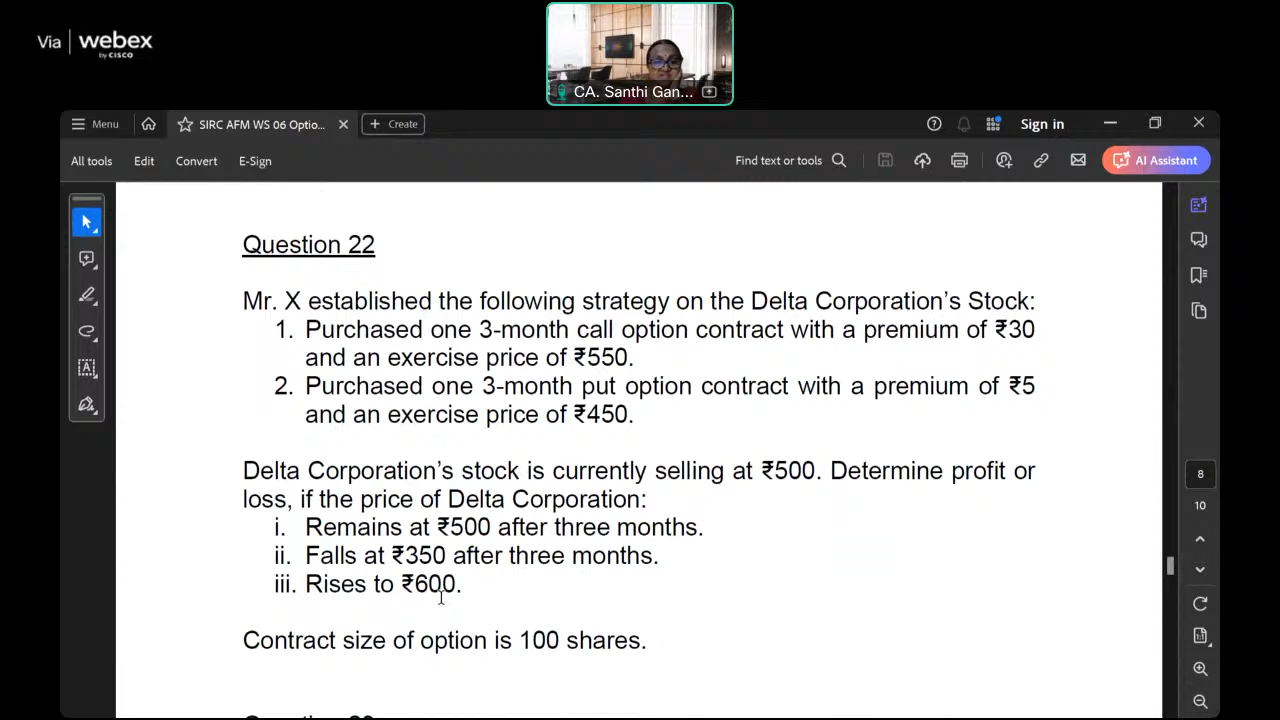 Via | webex
by CISCO
CA. Santhi Gan...
Menu
SIRC AFM WS 06 Optio...
+ Create
Sign in
All tools
Edit
Convert
E-Sign
Find text or tools
AI Assistant
Question 22
Mr. X established the following strategy on the Delta Corporation's Stock:
1. Purchased one 3-month call option contract with a premium of ₹30
and an exercise price of ₹550.
2. Purchased one 3-month put option contract with a premium of ₹5
and an exercise price of ₹450.
Delta Corporation's stock is currently selling at ₹500. Determine profit or
loss, if the price of Delta Corporation:
i. Remains at ₹500 after three months.
ii. Falls at ₹350 after three months.
iii. Rises to ₹600.
Contract size of option is 100 shares.
8
10